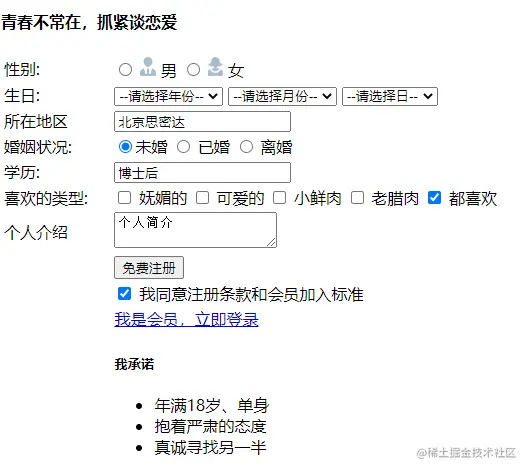 青春不常在，抓紧谈恋爱
性别: 男 女
生日: --请选择年份-- --请选择月份-- --请选择日--
所在地区 北京思密达
婚姻状况: 未婚 已婚 离婚
学历: 博士后
喜欢的类型: 妩媚的 可爱的 小鲜肉 老腊肉 都喜欢
个人介绍 个人简介
免费注册
我同意注册条款和会员加入标准
我是会员，立即登录
我承诺
年满18岁、单身
抱着严肃的态度
真诚寻找另一半
@稀土掘金技术社区